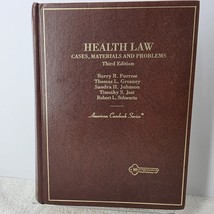 HEALTH LAW
CASES, MATERIALS AND PROBLEMS
Third Edition
Barry R. Furrow
Thomas L. Greaney
Sandra H. Johnson
Timothy S. Jost
Robert L. Schwartz
American Casebook Series